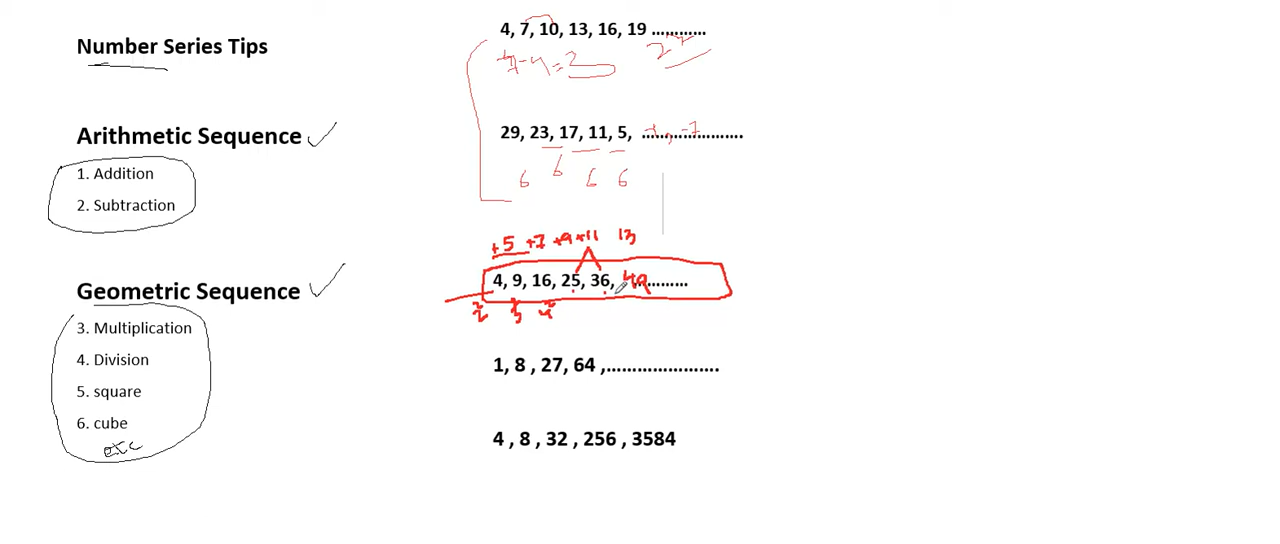 Number Series Tips
Arithmetic Sequence
1. Addition
2. Subtraction
Geometric Sequence
3. Multiplication
4. Division
5. square
6. cube
etc
4, 7, 10, 13, 16, 19 ............
22
29, 23, 17, 11, 5, ......................
-7
6 6 6 6
+5 +7 +9 +11 13
4, 9, 16, 25, 36, 49 ............
1, 8 , 27, 64 ,......................
4 , 8 , 32 , 256 , 3584